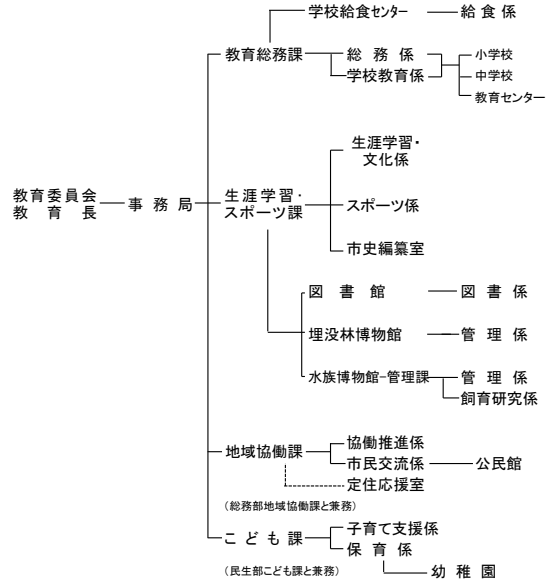 学校給食センター 給食係
教育総務課 総務係 小学校
学校教育係 中学校
教育センター
生涯学習・
文化係
教育委員会
教育長
事務局
生涯学習・
スポーツ課
スポーツ係
市史編纂室
図書館 図書係
埋没林博物館 管理係
水族博物館-管理課 管理係
飼育研究係
地域協働課 協働推進係
市民交流係 公民館
定住応援室
(総務部地域協働課と兼務)
こども課 子育て支援係
保育係
(民生部こども課と兼務) 幼稚園